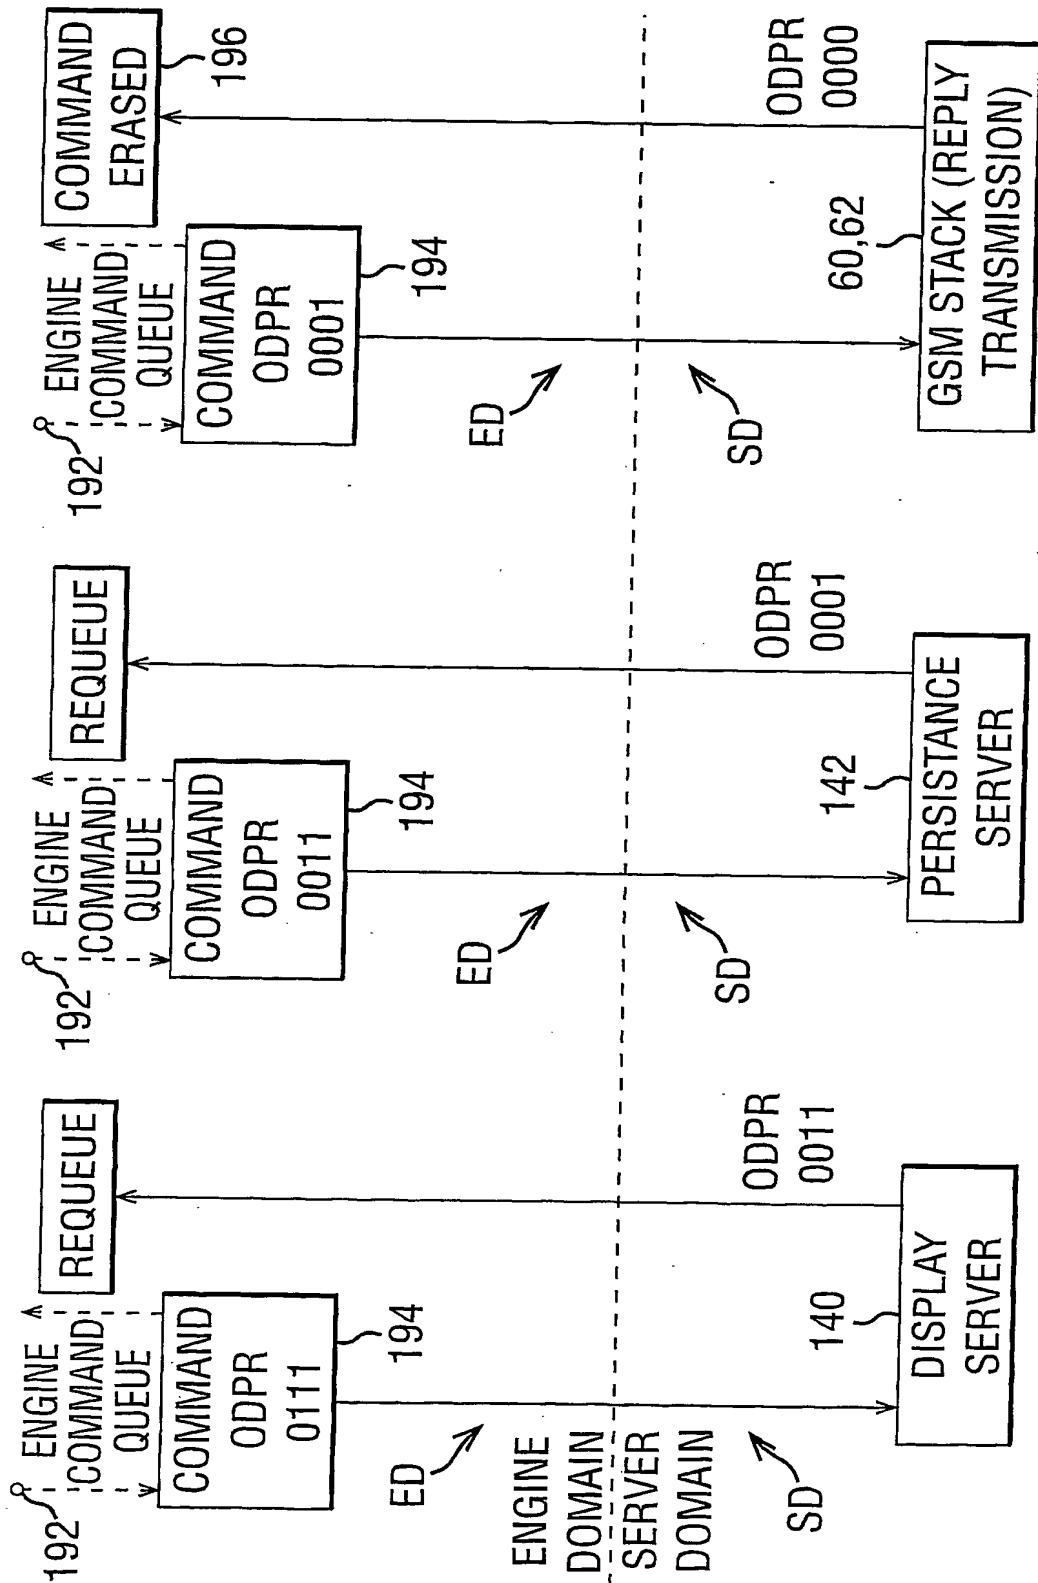 192
ENGINE
COMMAND
QUEUE
COMMAND
ODPR
0111
194
REQUEUE
ED
ENGINE
DOMAIN
SERVER
DOMAIN
SD
ODPR
0011
140
DISPLAY
SERVER
192
ENGINE
COMMAND
QUEUE
COMMAND
ODPR
0011
194
REQUEUE
ED
SD
ODPR
0001
142
PERSISTANCE
SERVER
192
ENGINE
COMMAND
QUEUE
COMMAND
ODPR
0001
194
COMMAND
ERASED
196
ED
SD
ODPR
0000
60,62
GSM STACK (REPLY
TRANSMISSION)